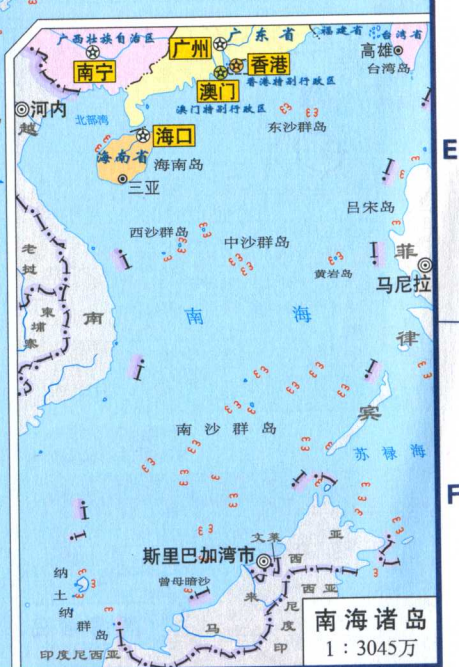 广西壮族自治区
广东省
福建省
台湾省
南宁
广州
香港
香港特别行政区
澳门
澳门特别行政区
高雄
台湾岛
河内
越
北部湾
海口
海南省
海南岛
三亚
东沙群岛
E
吕宋岛
西沙群岛
中沙群岛
黄岩岛
菲
马尼拉
老挝
柬埔寨
南
南海
律
宾
南沙群岛
苏禄海
F
文莱
斯里巴加湾市
曾母暗沙
西亚
来
马
纳土纳群岛
印度尼西亚
西亚
尼
度
印
南海诸岛
1：3045万